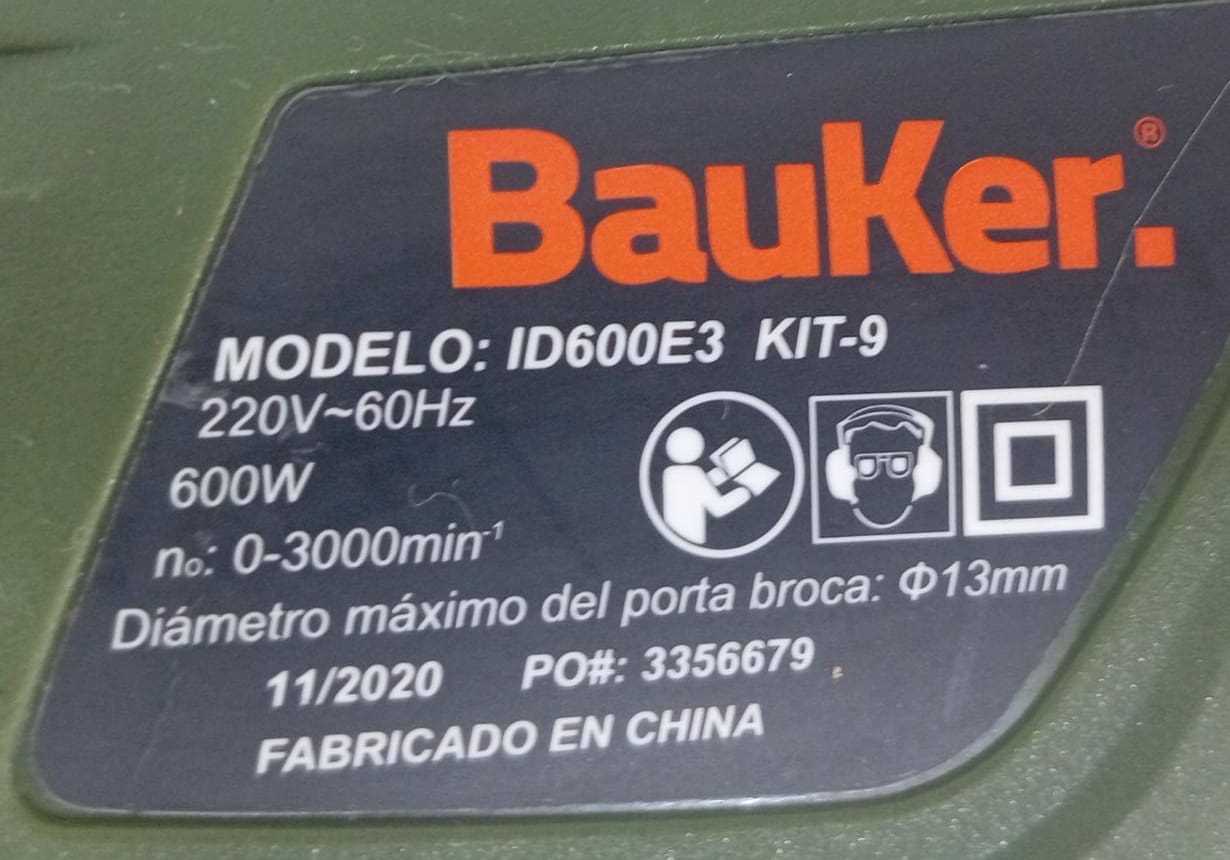 BauKer.®
MODELO: ID600E3 KIT-9
220V~60Hz
600W
no: 0-3000min⁻¹
Diámetro máximo del porta broca: Φ13mm
11/2020 PO#: 3356679
FABRICADO EN CHINA